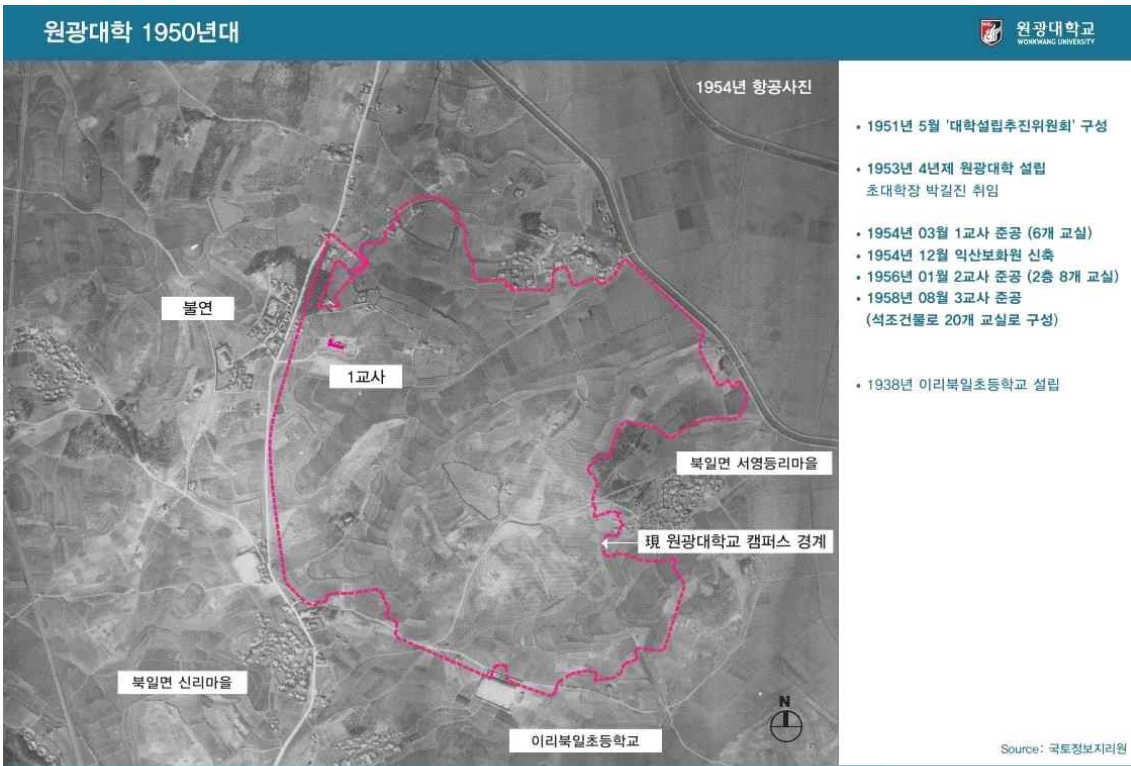 원광대학 1950년대
원광대학교
WONKWANG UNIVERSITY
1954년 항공사진
불연
1교사
북일면 서영등리마을
現 원광대학교 캠퍼스 경계
북일면 신리마을
이리북일초등학교
N
• 1951년 5월 '대학설립추진위원회' 구성
• 1953년 4년제 원광대학 설립
초대학장 박길진 취임
• 1954년 03월 1교사 준공 (6개 교실)
• 1954년 12월 익산보화원 신축
• 1956년 01월 2교사 준공 (2층 8개 교실)
• 1958년 08월 3교사 준공
(석조건물로 20개 교실로 구성)
• 1938년 이리북일초등학교 설립
Source: 국토정보지리원